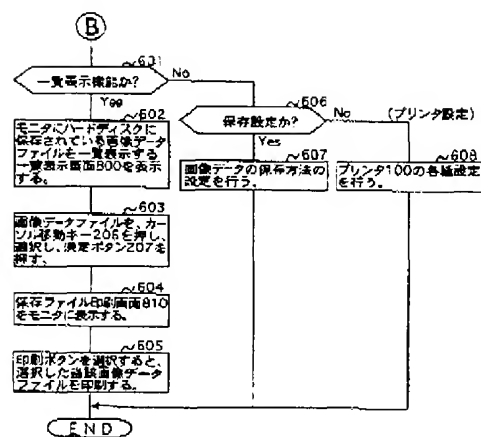 B
601
一覧表示機能か?
No
Yes
602
モニタにハードディスクに
保存されている画像データ
ファイルを一覧表示する
一覧表示画面800を表示
する。
603
画像データファイルを、カー
ソル移動キー206を押し、
選択し、決定ボタン207を
押す。
604
保存ファイル印刷画面810
をモニタに表示する。
605
印刷ボタンを選択すると、
選択した当該画像データ
ファイルを印刷する。
END
606
保存設定か?
No
(プリンタ設定)
Yes
607
画像データの保存方法の
設定を行う。
608
プリンタ100の各種設定
を行う。